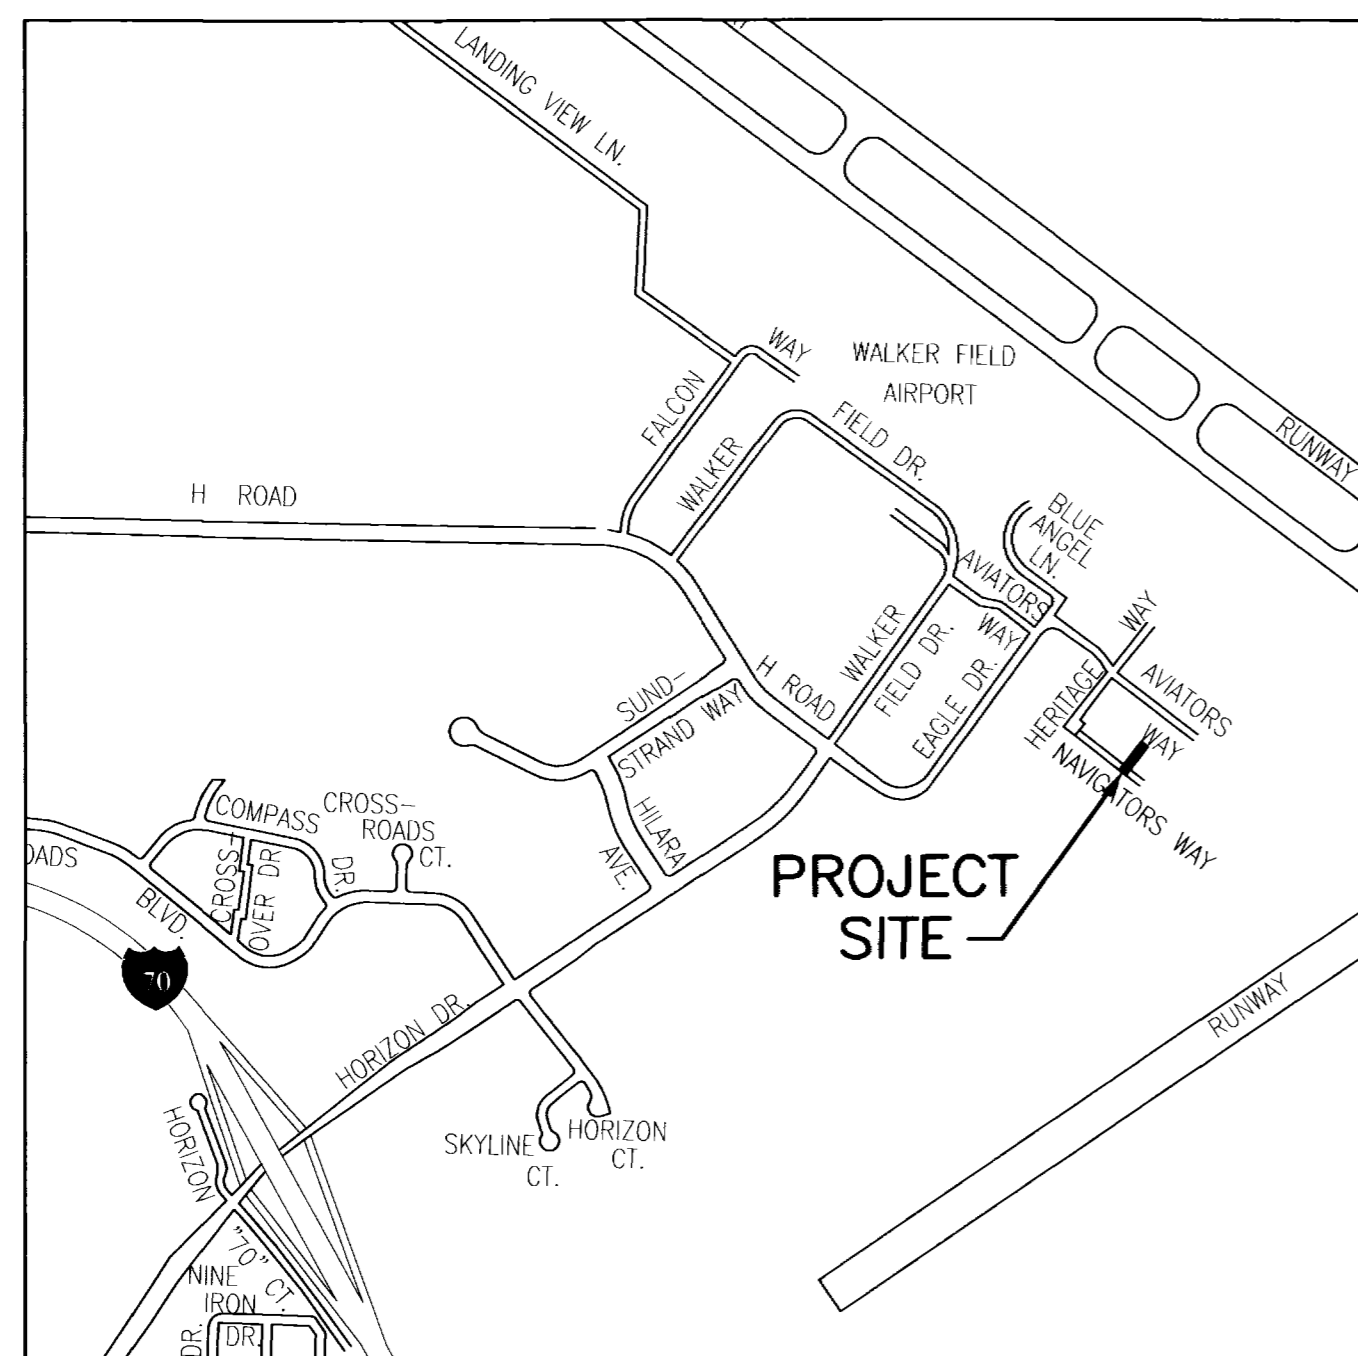 LANDING VIEW LN.
WAY
WALKER FIELD
AIRPORT
FALCON
WALKER
FIELD DR.
RUNWAY
H ROAD
BLUE
ANGEL
LN.
AVIATORS
WAY
WAY
HERITAGE
AVIATORS
WAY
NAVIGATORS WAY
WALKER
FIELD DR.
EAGLE DR.
H ROAD
SUND-
STRAND WAY
HILARA
AVE.
PROJECT
SITE
COMPASS
DR.
CROSS-
ROADS
CT.
CROSS-
OVER DR
OADS
BLVD.
70
HORIZON DR.
RUNWAY
SKYLINE
CT.
HORIZON
CT.
HORIZON
"70" CT.
NINE
IRON
DR.
DR.